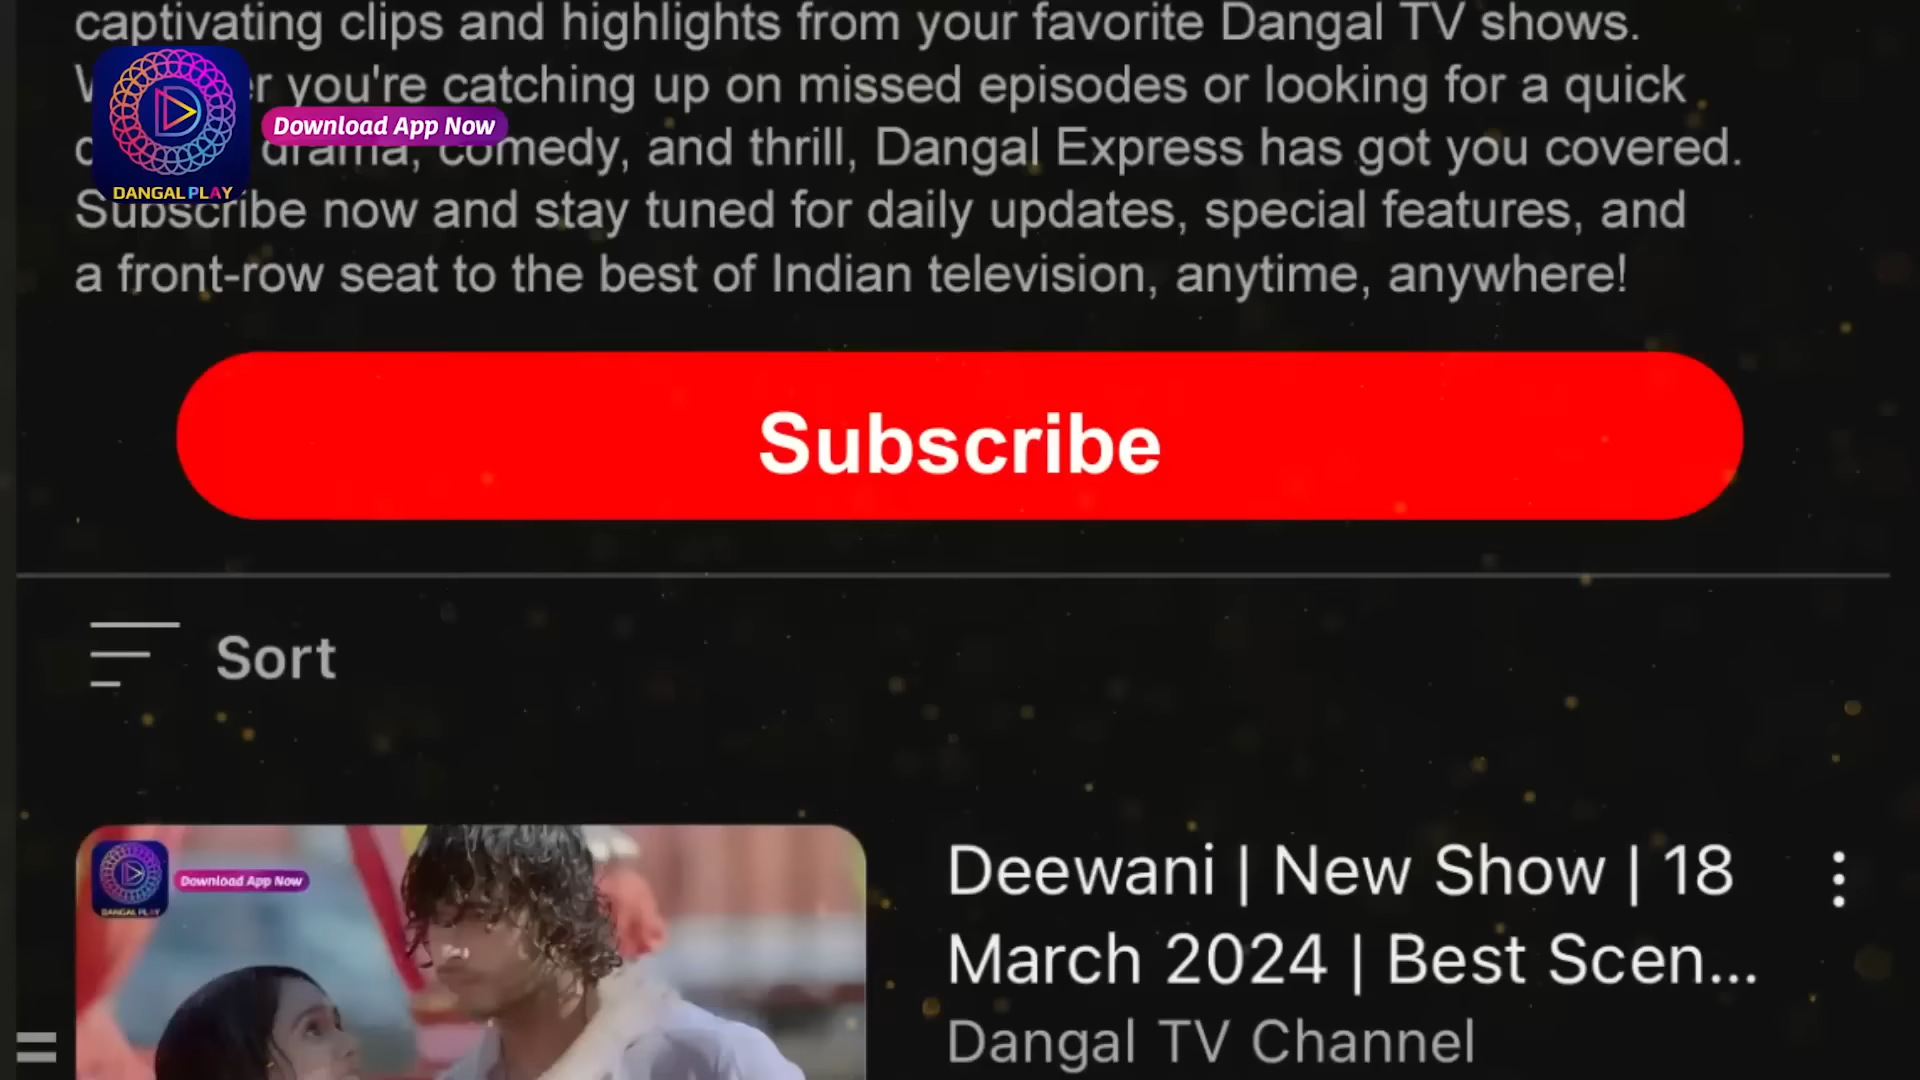 captivating clips and highlights from your favorite Dangal TV shows.
you're catching up on missed episodes or looking for a quick
Download App Now
drama, comedy, and thrill, Dangal Express has got you covered.
DANGAL PLAY
Subscribe now and stay tuned for daily updates, special features, and
a front-row seat to the best of Indian television, anytime, anywhere!
Subscribe
Sort
Download App Now
DANGAL PLAY
Deewani | New Show | 18
March 2024 | Best Scen...
Dangal TV Channel